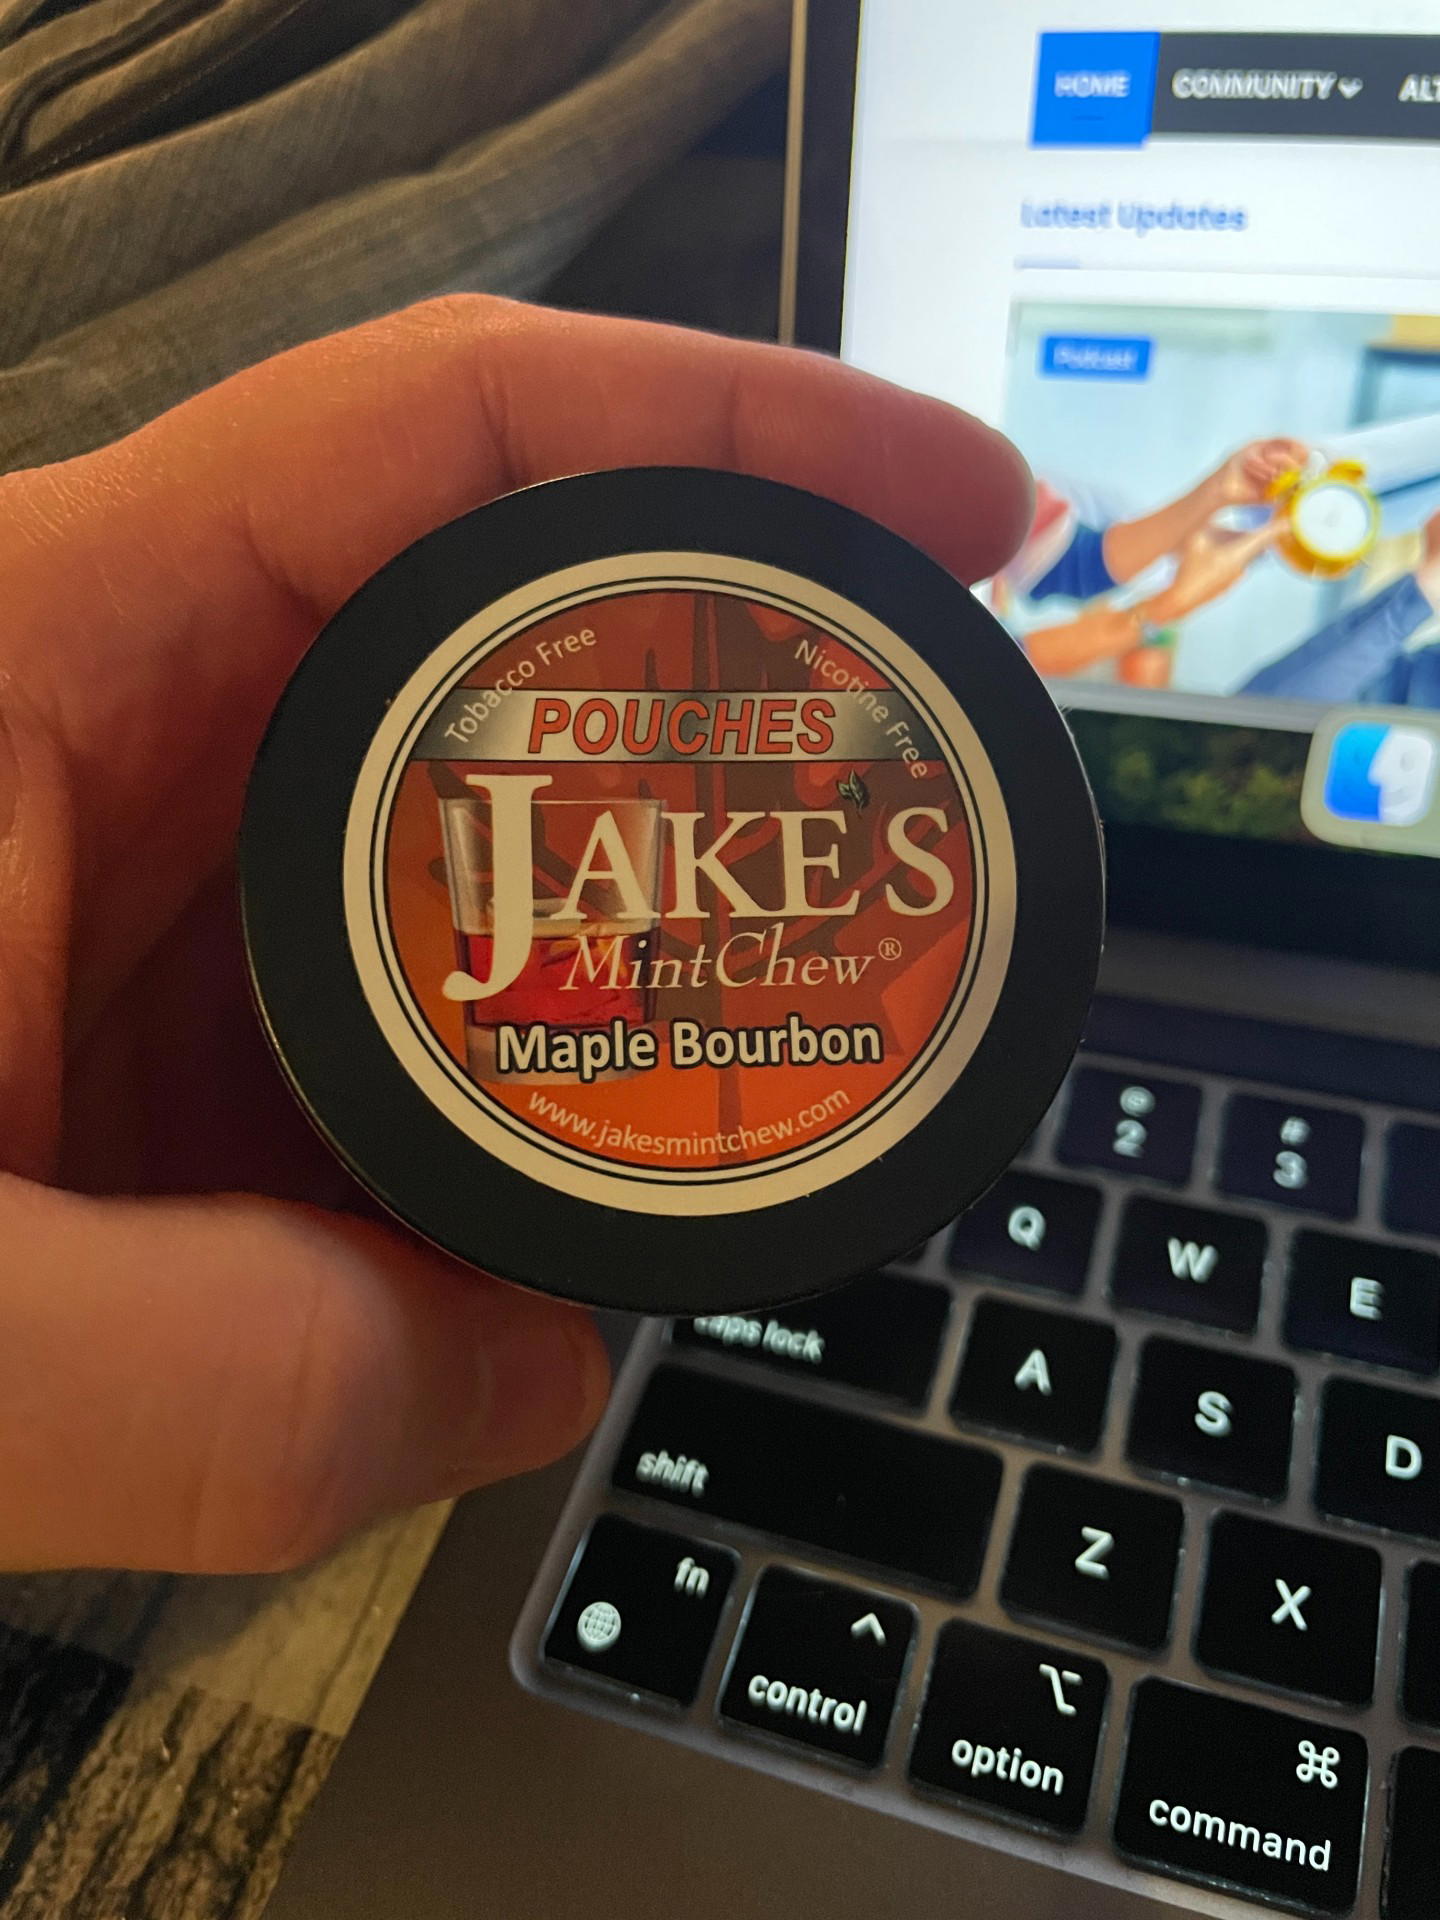 HOME COMMUNITY
Latest Updates
Podcast
Tobacco Free
Nicotine Free
POUCHES
JAKE'S
MintChew®
Maple Bourbon
www.jakesmintchew.com
@ #
2 3
Q W E
caps lock A S D
shift Z X
fn ^ ⌥ ⌘
control option command